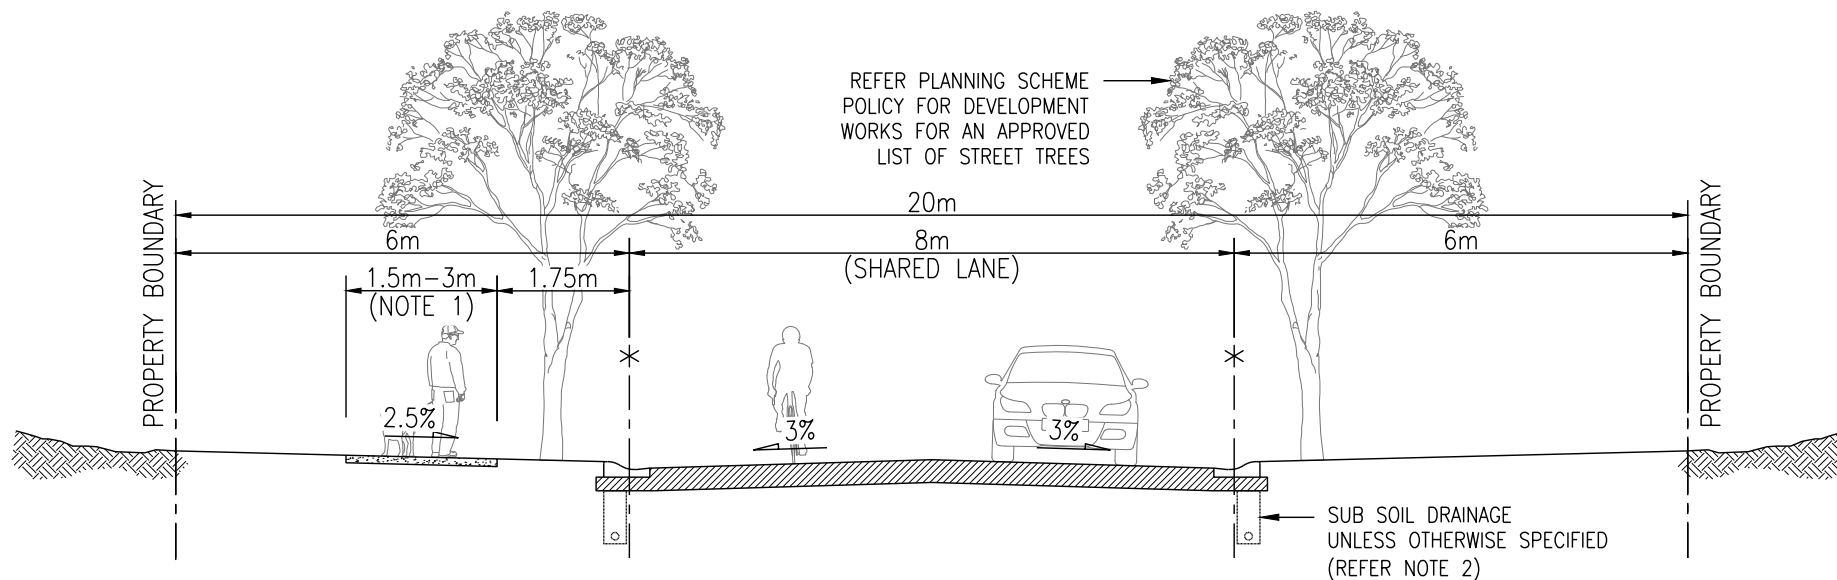 REFER PLANNING SCHEME
POLICY FOR DEVELOPMENT
WORKS FOR AN APPROVED
LIST OF STREET TREES
PROPERTY BOUNDARY
PROPERTY BOUNDARY
20m
6m
8m
6m
(SHARED LANE)
1.5m-3m
1.75m
(NOTE 1)
2.5%
3%
3%
SUB SOIL DRAINAGE
UNLESS OTHERWISE SPECIFIED
(REFER NOTE 2)